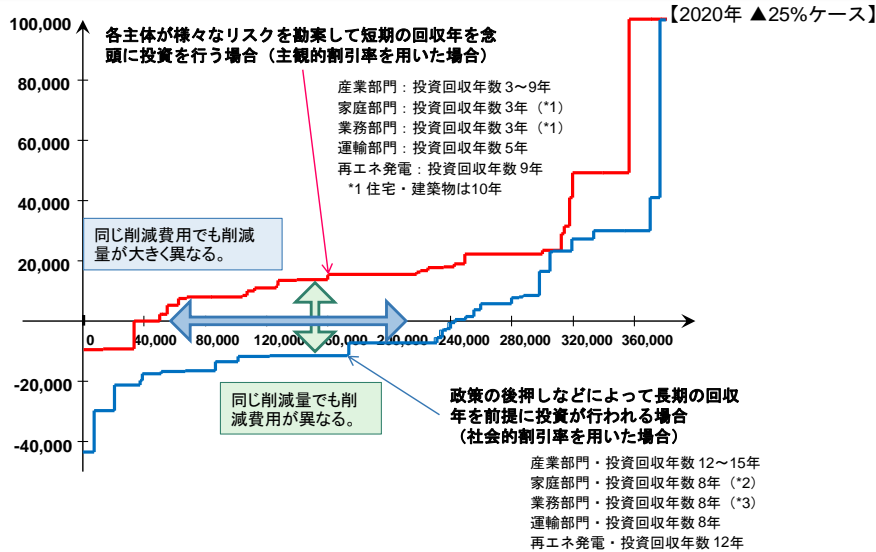 【2020年 ▲25%ケース】
100,000
80,000
60,000
40,000
20,000
-20,000
-40,000
各主体が様々なリスクを勘案して短期の回収年を念
頭に投資を行う場合（主観的割引率を用いた場合）
産業部門：投資回収年数 3～9年
家庭部門：投資回収年数 3年（*1）
業務部門：投資回収年数 3年（*1）
運輸部門：投資回収年数 5年
再エネ発電：投資回収年数 9年
*1 住宅・建築物は10年
同じ削減費用でも削減
量が大きく異なる。
0 40,000 80,000 120,000 160,000 200,000 240,000 280,000 320,000 360,000
同じ削減量でも削
減費用が異なる。
政策の後押しなどによって長期の回収
年を前提に投資が行われる場合
（社会的割引率を用いた場合）
産業部門・投資回収年数 12～15年
家庭部門・投資回収年数 8年（*2）
業務部門・投資回収年数 8年（*3）
運輸部門・投資回収年数 8年
再エネ発電・投資回収年数 12年